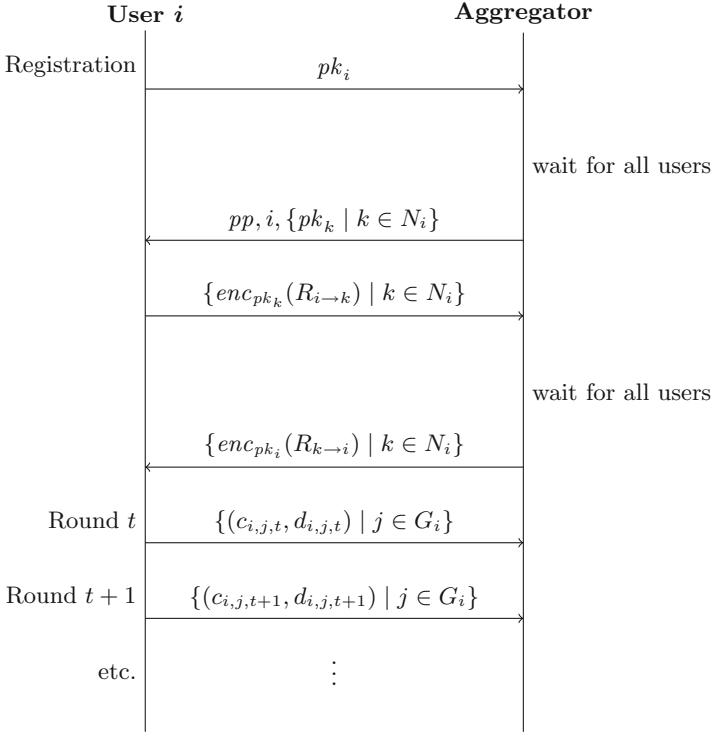 User i Aggregator
Registration pk_i
wait for all users
pp, i, {pk_k | k ∈ N_i}
{enc_{pk_k}(R_{i→k}) | k ∈ N_i}
wait for all users
{enc_{pk_i}(R_{k→i}) | k ∈ N_i}
Round t {(c_{i,j,t}, d_{i,j,t}) | j ∈ G_i}
Round t + 1 {(c_{i,j,t+1}, d_{i,j,t+1}) | j ∈ G_i}
etc. ⋮